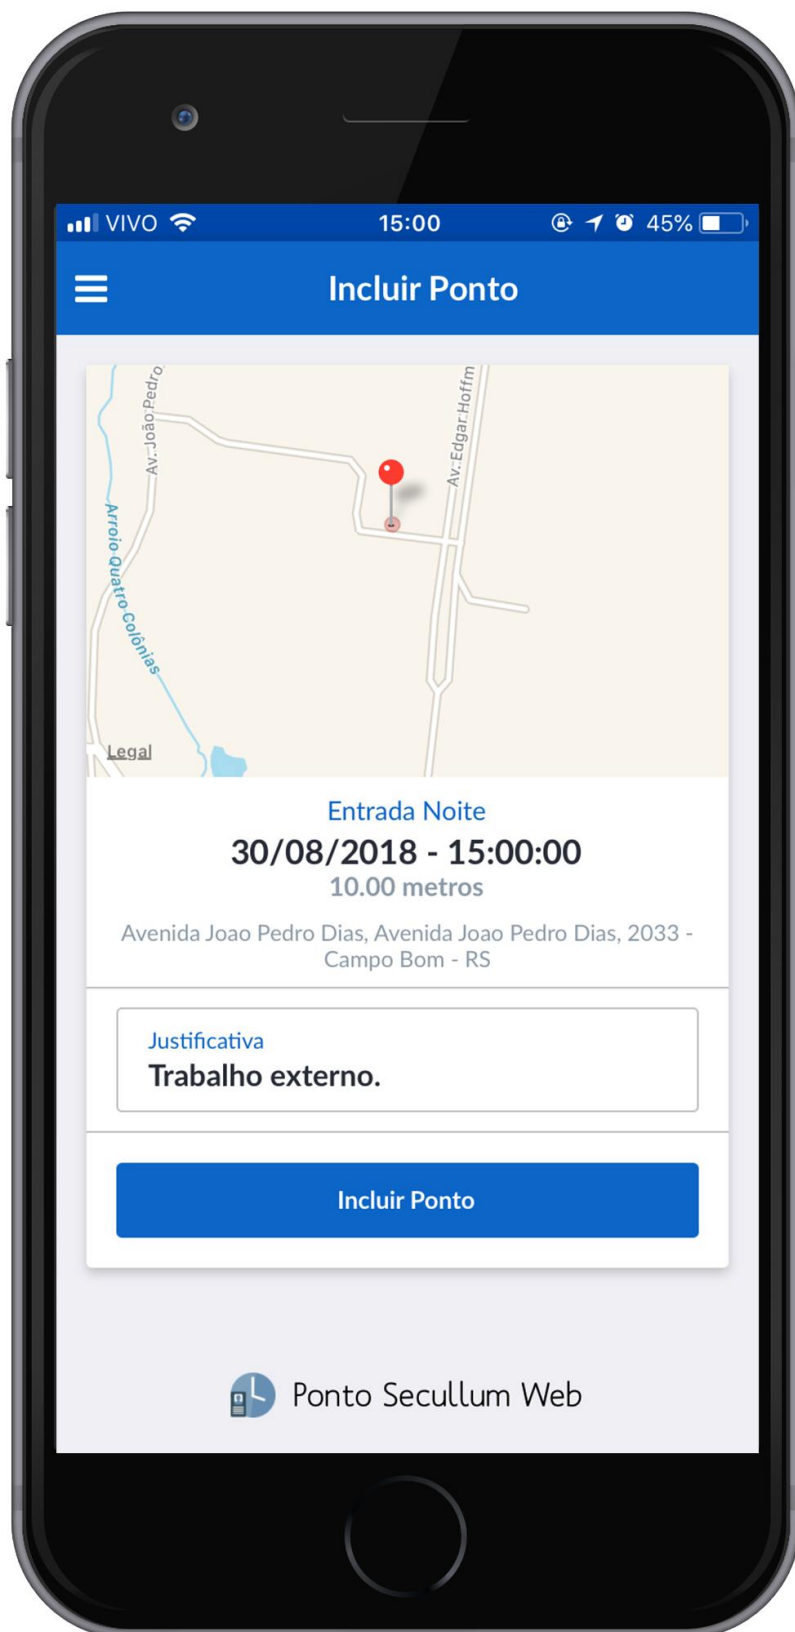 VIVO 15:00 45%
Incluir Ponto
Av. João Pedro
Av. Edgar Hoffm
Arroio Quatro Colônias
Legal
Entrada Noite
30/08/2018 - 15:00:00
10.00 metros
Avenida Joao Pedro Dias, Avenida Joao Pedro Dias, 2033 -
Campo Bom - RS
Justificativa
Trabalho externo.
Incluir Ponto
Ponto Secullum Web